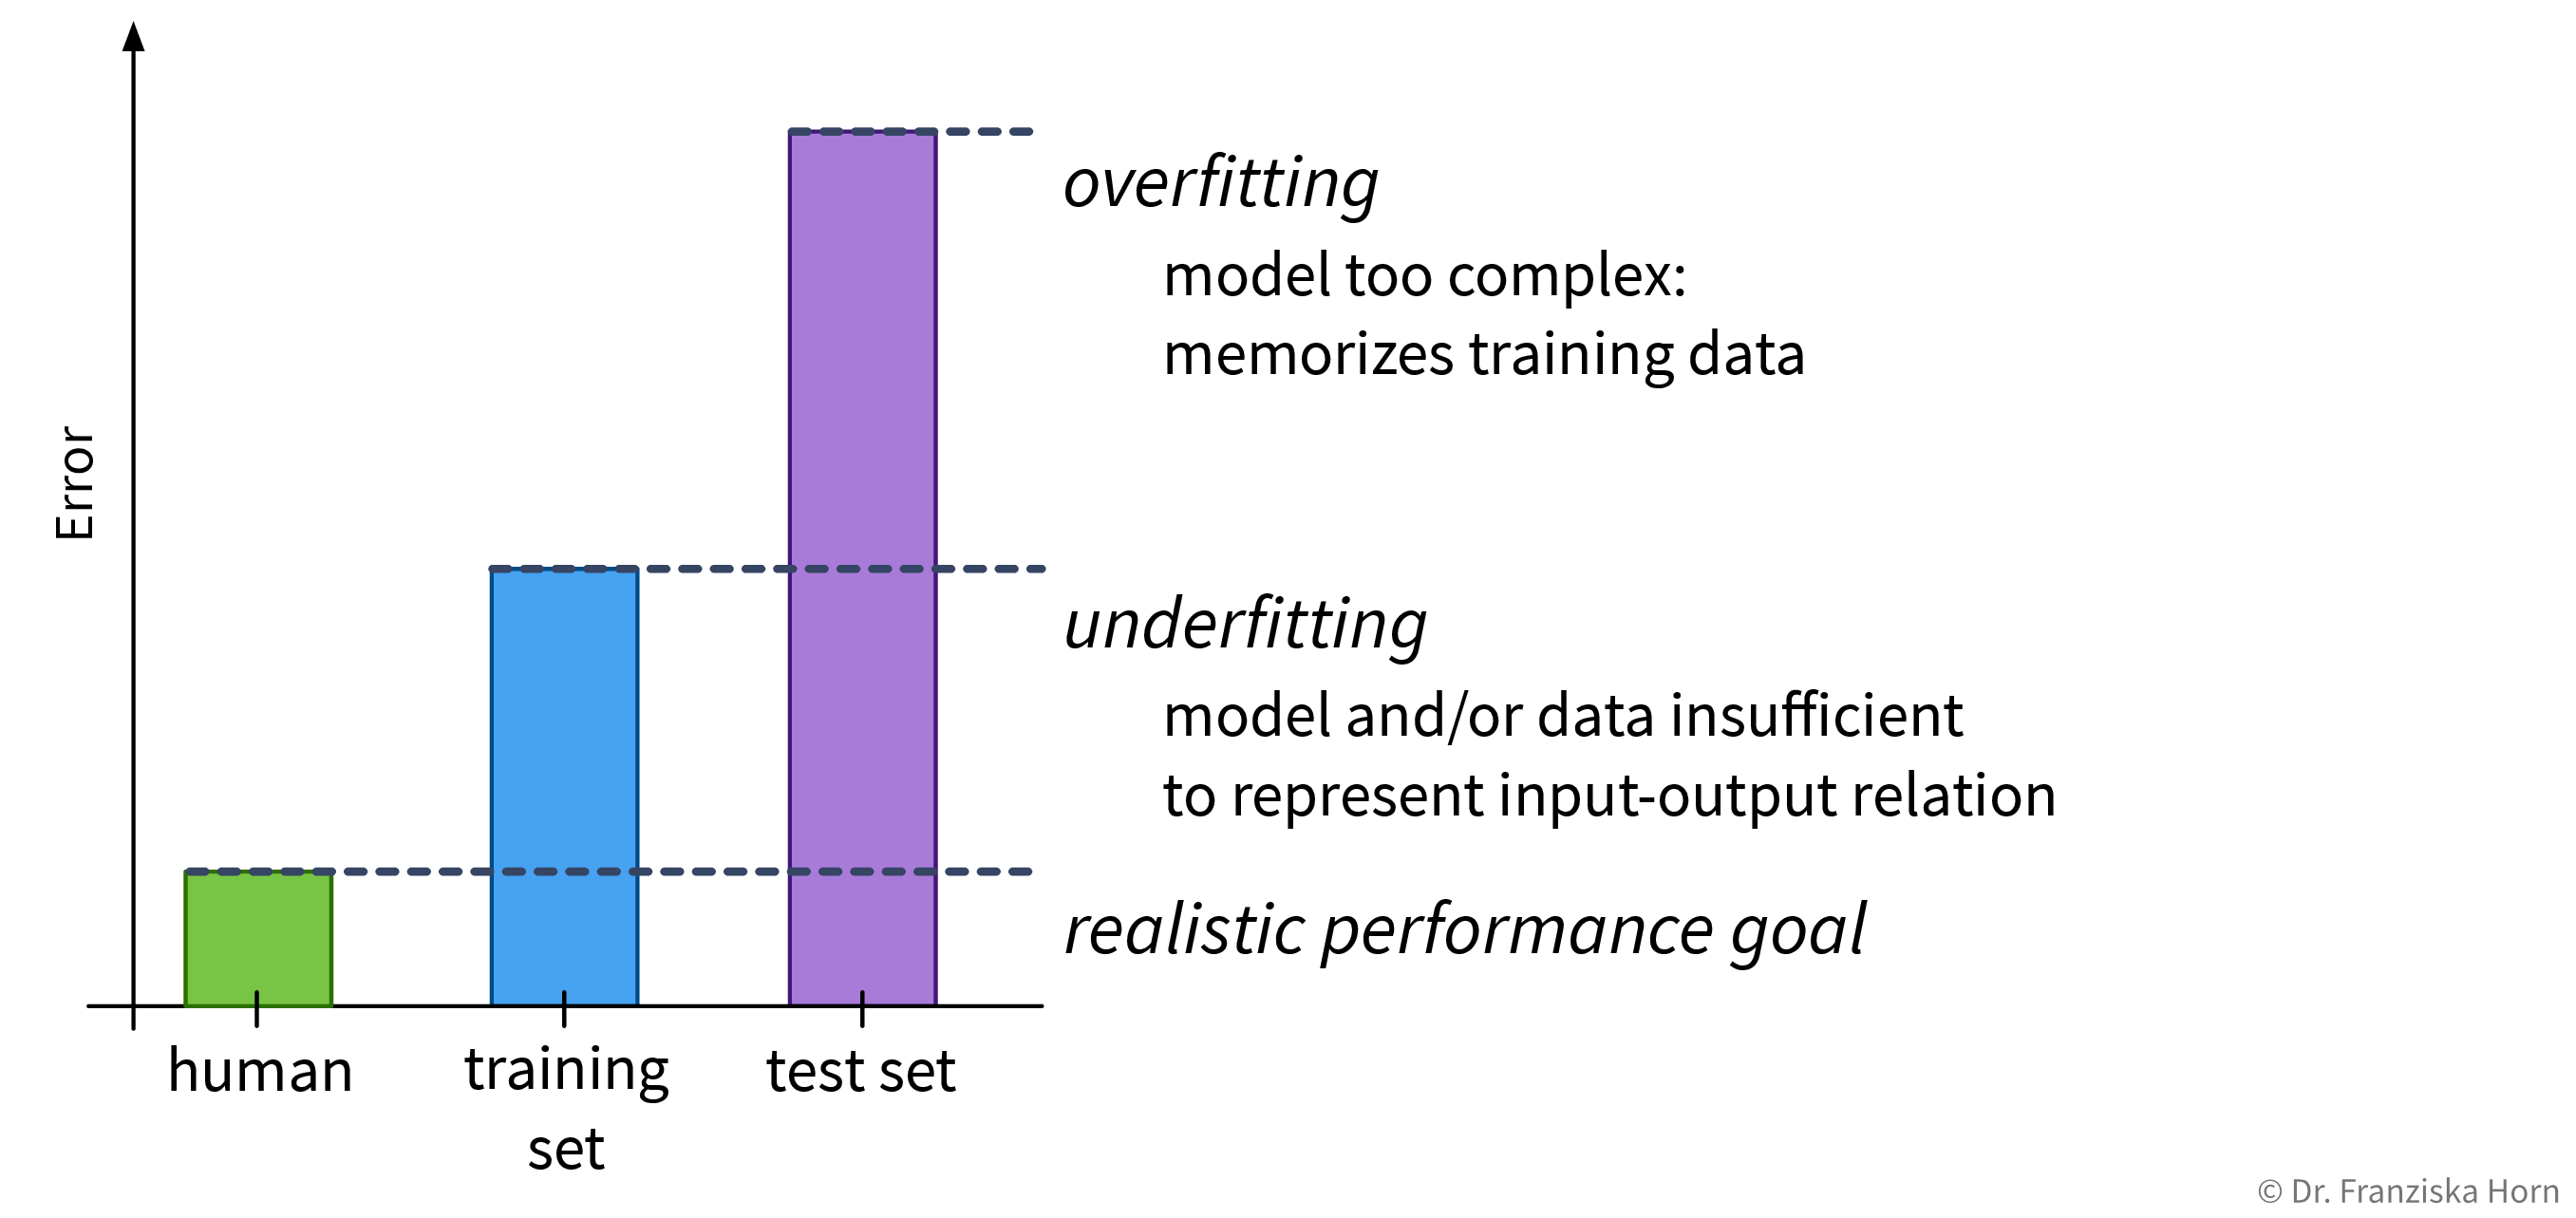 overfitting
model too complex:
memorizes training data
Error
underfitting
model and/or data insufficient
to represent input-output relation
realistic performance goal
human
training
set
test set
© Dr. Franziska Horn